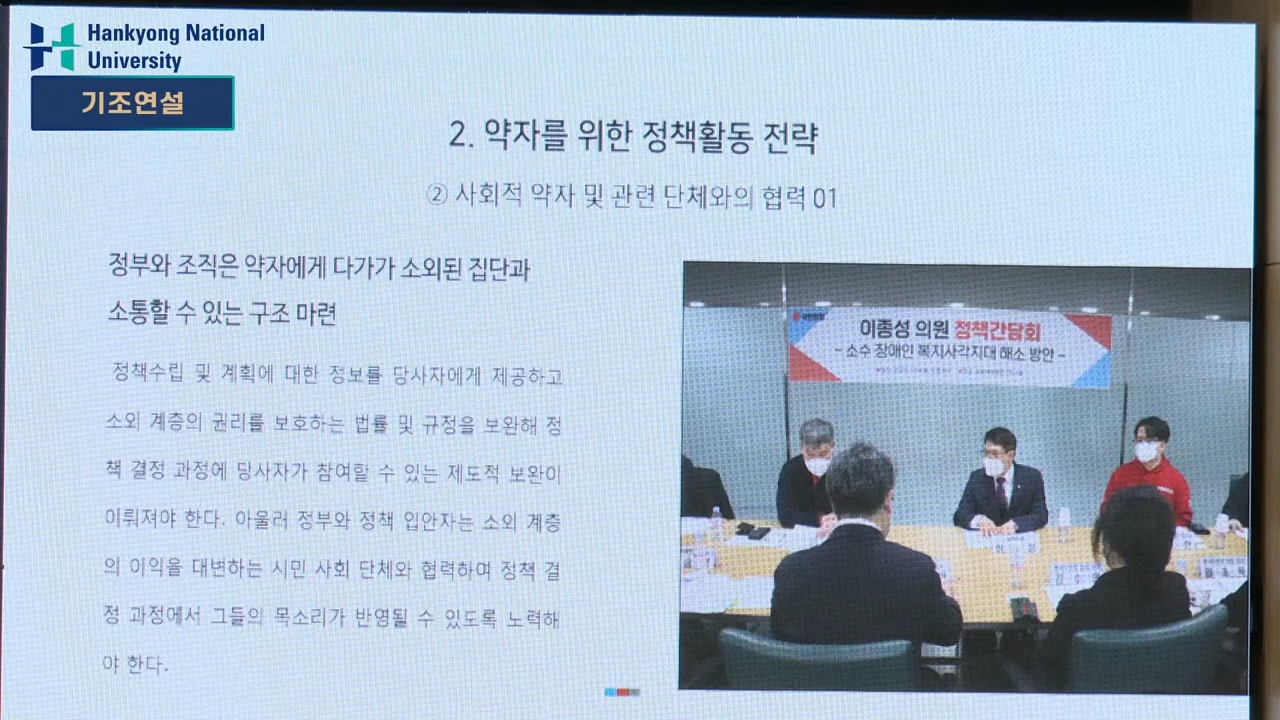 Hankyong National
University
기조연설
2. 약자를 위한 정책활동 전략
② 사회적 약자 및 관련 단체와의 협력 01
정부와 조직은 약자에게 다가가 소외된 집단과
소통할 수 있는 구조 마련
정책수립 및 계획에 대한 정보를 당사자에게 제공하고
소외 계층의 권리를 보호하는 법률 및 규정을 보완해 정
책 결정 과정에 당사자가 참여할 수 있는 제도적 보완이
이뤄져야 한다. 아울러 정부와 정책 입안자는 소외 계층
의 이익을 대변하는 시민 사회 단체와 협력하여 정책 결
정 과정에서 그들의 목소리가 반영될 수 있도록 노력해
야 한다.
이종성 의원 정책간담회
- 소수 장애인 복지사각지대 해소 방안 -